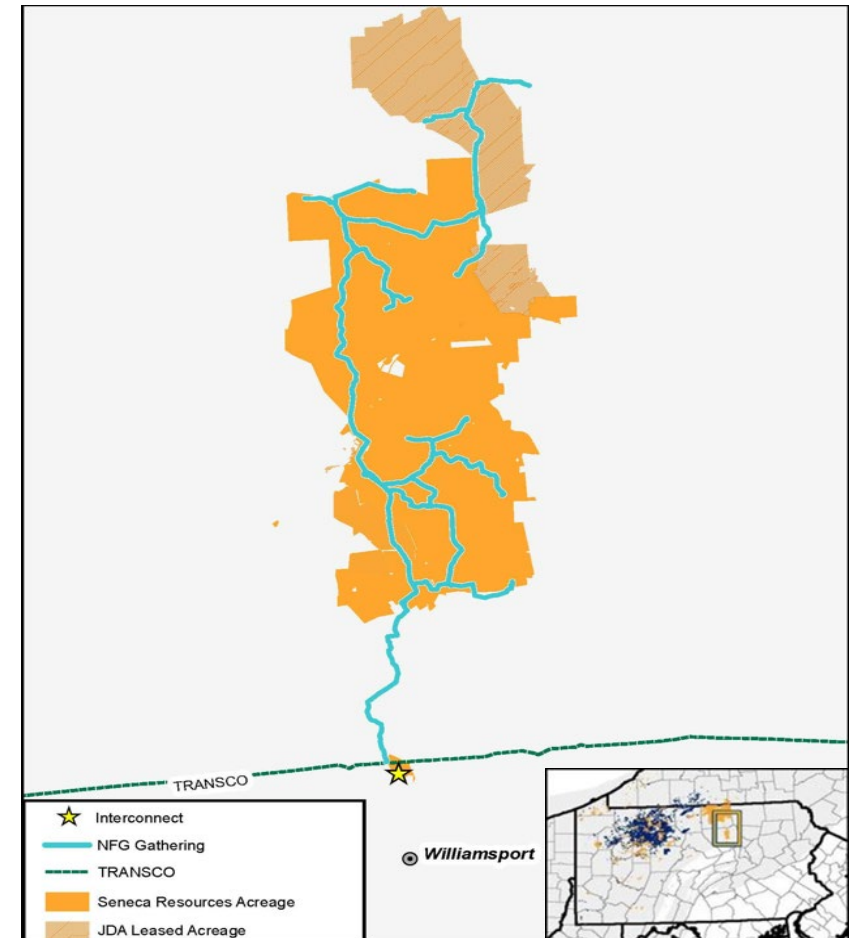 TRANSCO
Williamsport
Interconnect
NFG Gathering
TRANSCO
Seneca Resources Acreage
JDA Leased Acreage